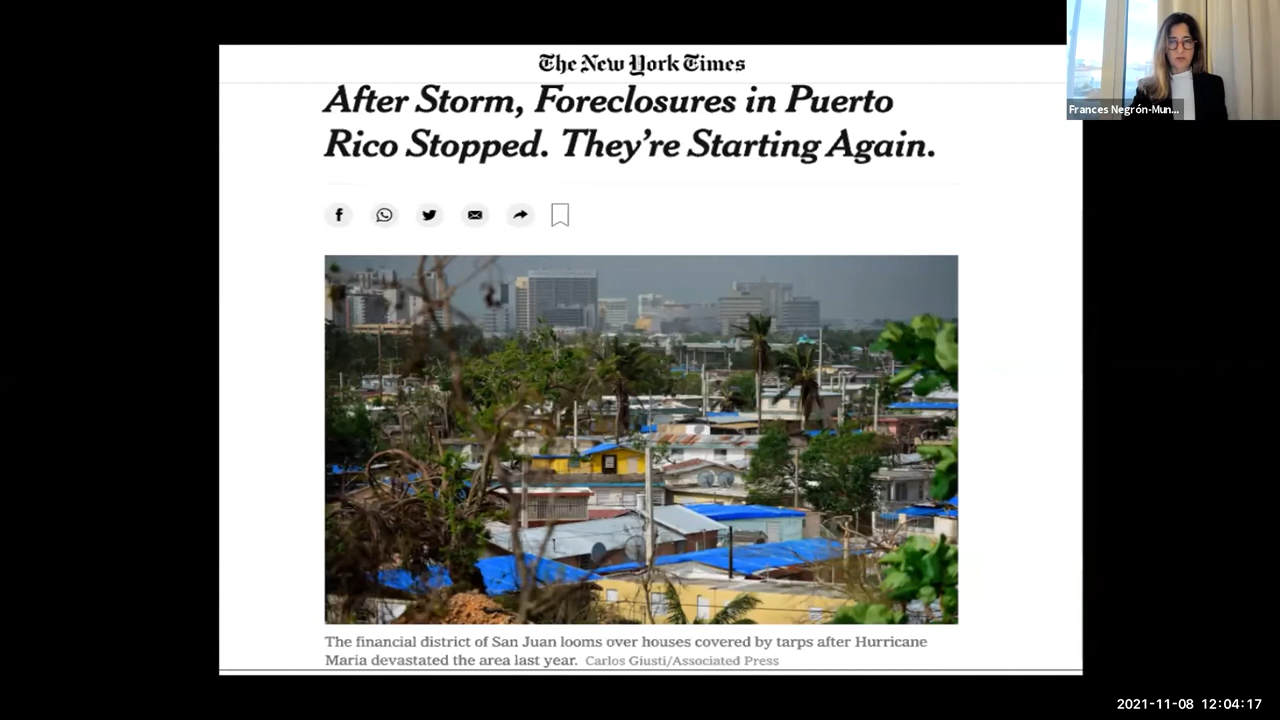 The New York Times
After Storm, Foreclosures in Puerto
Rico Stopped. They're Starting Again.
The financial district of San Juan looms over houses covered by tarps after Hurricane
Maria devastated the area last year. Carlos Giusti/Associated Press
Frances Negrón-Mun...
2021-11-08 12:04:17